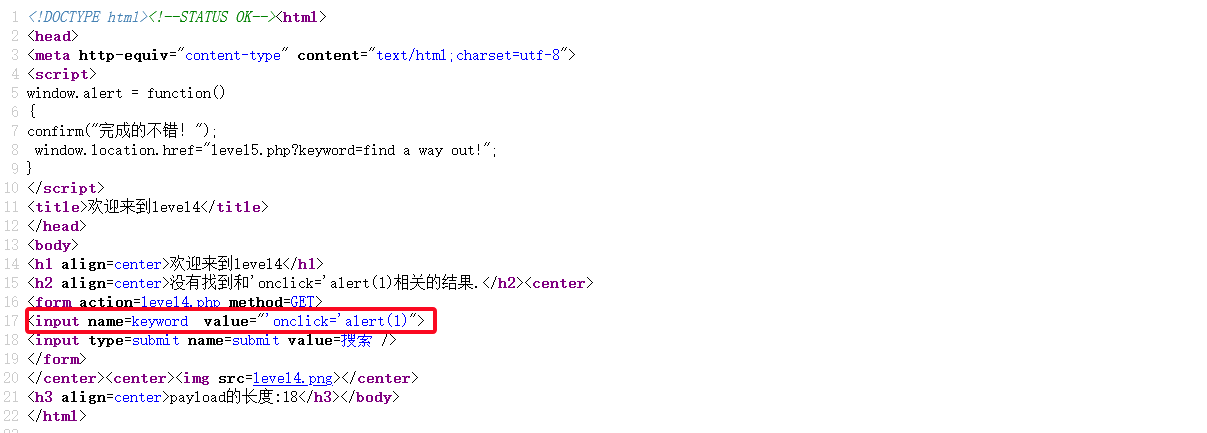 1 <!DOCTYPE html><!--STATUS OK--><html>
2 <head>
3 <meta http-equiv="content-type" content="text/html;charset=utf-8">
4 <script>
5 window.alert = function()
6 {
7 confirm("完成的不错！");
8  window.location.href="level5.php?keyword=find a way out!";
9 }
10 </script>
11 <title>欢迎来到level4</title>
12 </head>
13 <body>
14 <h1 align=center>欢迎来到level4</h1>
15 <h2 align=center>没有找到和'onclick='alert(1)相关的结果.</h2><center>
16 <form action=level4.php method=GET>
17 <input name=keyword  value="'onclick='alert(1)">
18 <input type=submit name=submit value=搜索 />
19 </form>
20 </center><center><img src=level4.png></center>
21 <h3 align=center>payload的长度:18</h3></body>
22 </html>